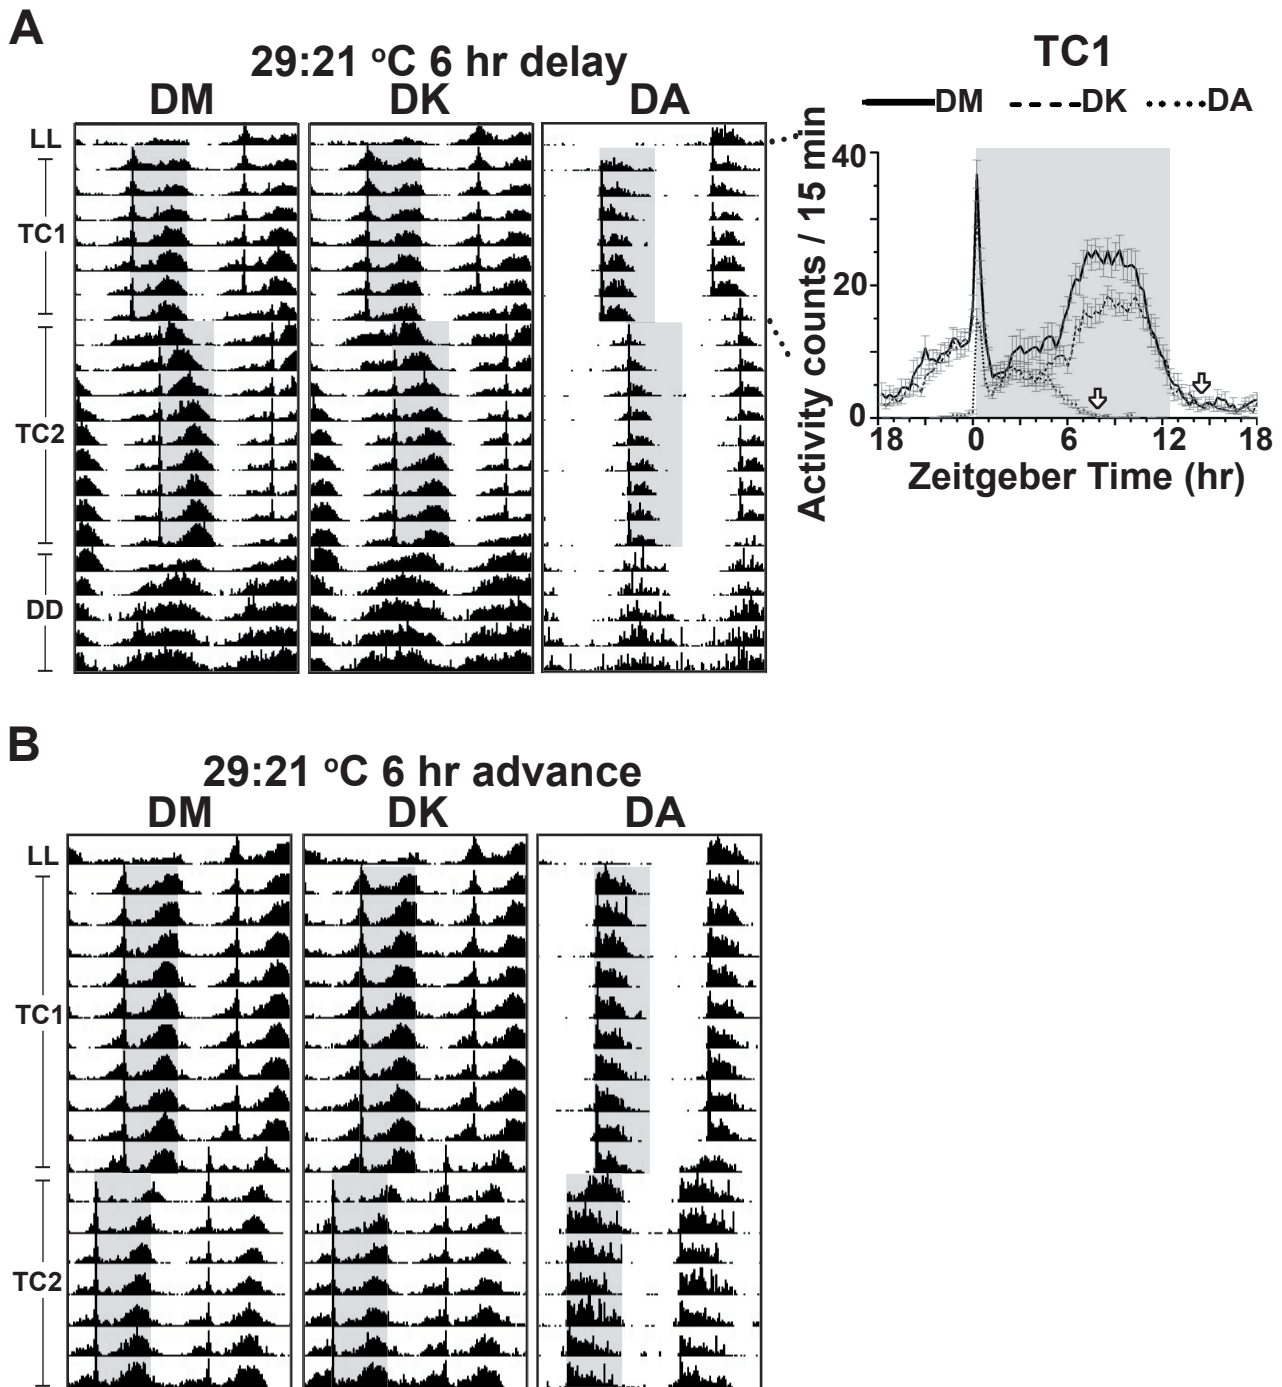 A
29:21 °C 6 hr delay
DM DK DA
LL
TC1
TC2
DD
TC1
DM DK DA
Activity counts / 15 min
40
20
0
18 0 6 12 18
Zeitgeber Time (hr)
B
29:21 °C 6 hr advance
DM DK DA
LL
TC1
TC2